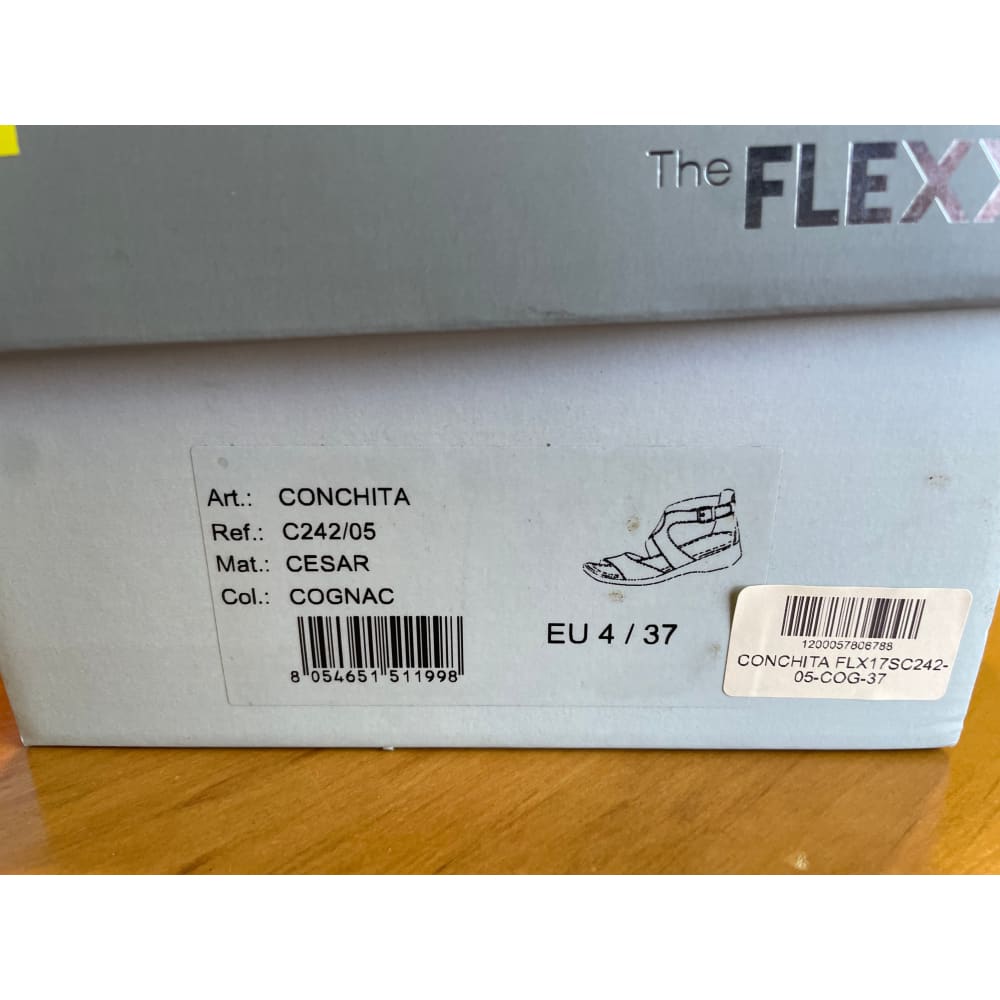 The FLEXX
Art.: CONCHITA
Ref.: C242/05
Mat.: CESAR
Col.: COGNAC
8 054651 511998
EU 4 / 37
1200057806788
CONCHITA FLX17SC242-
05-COG-37